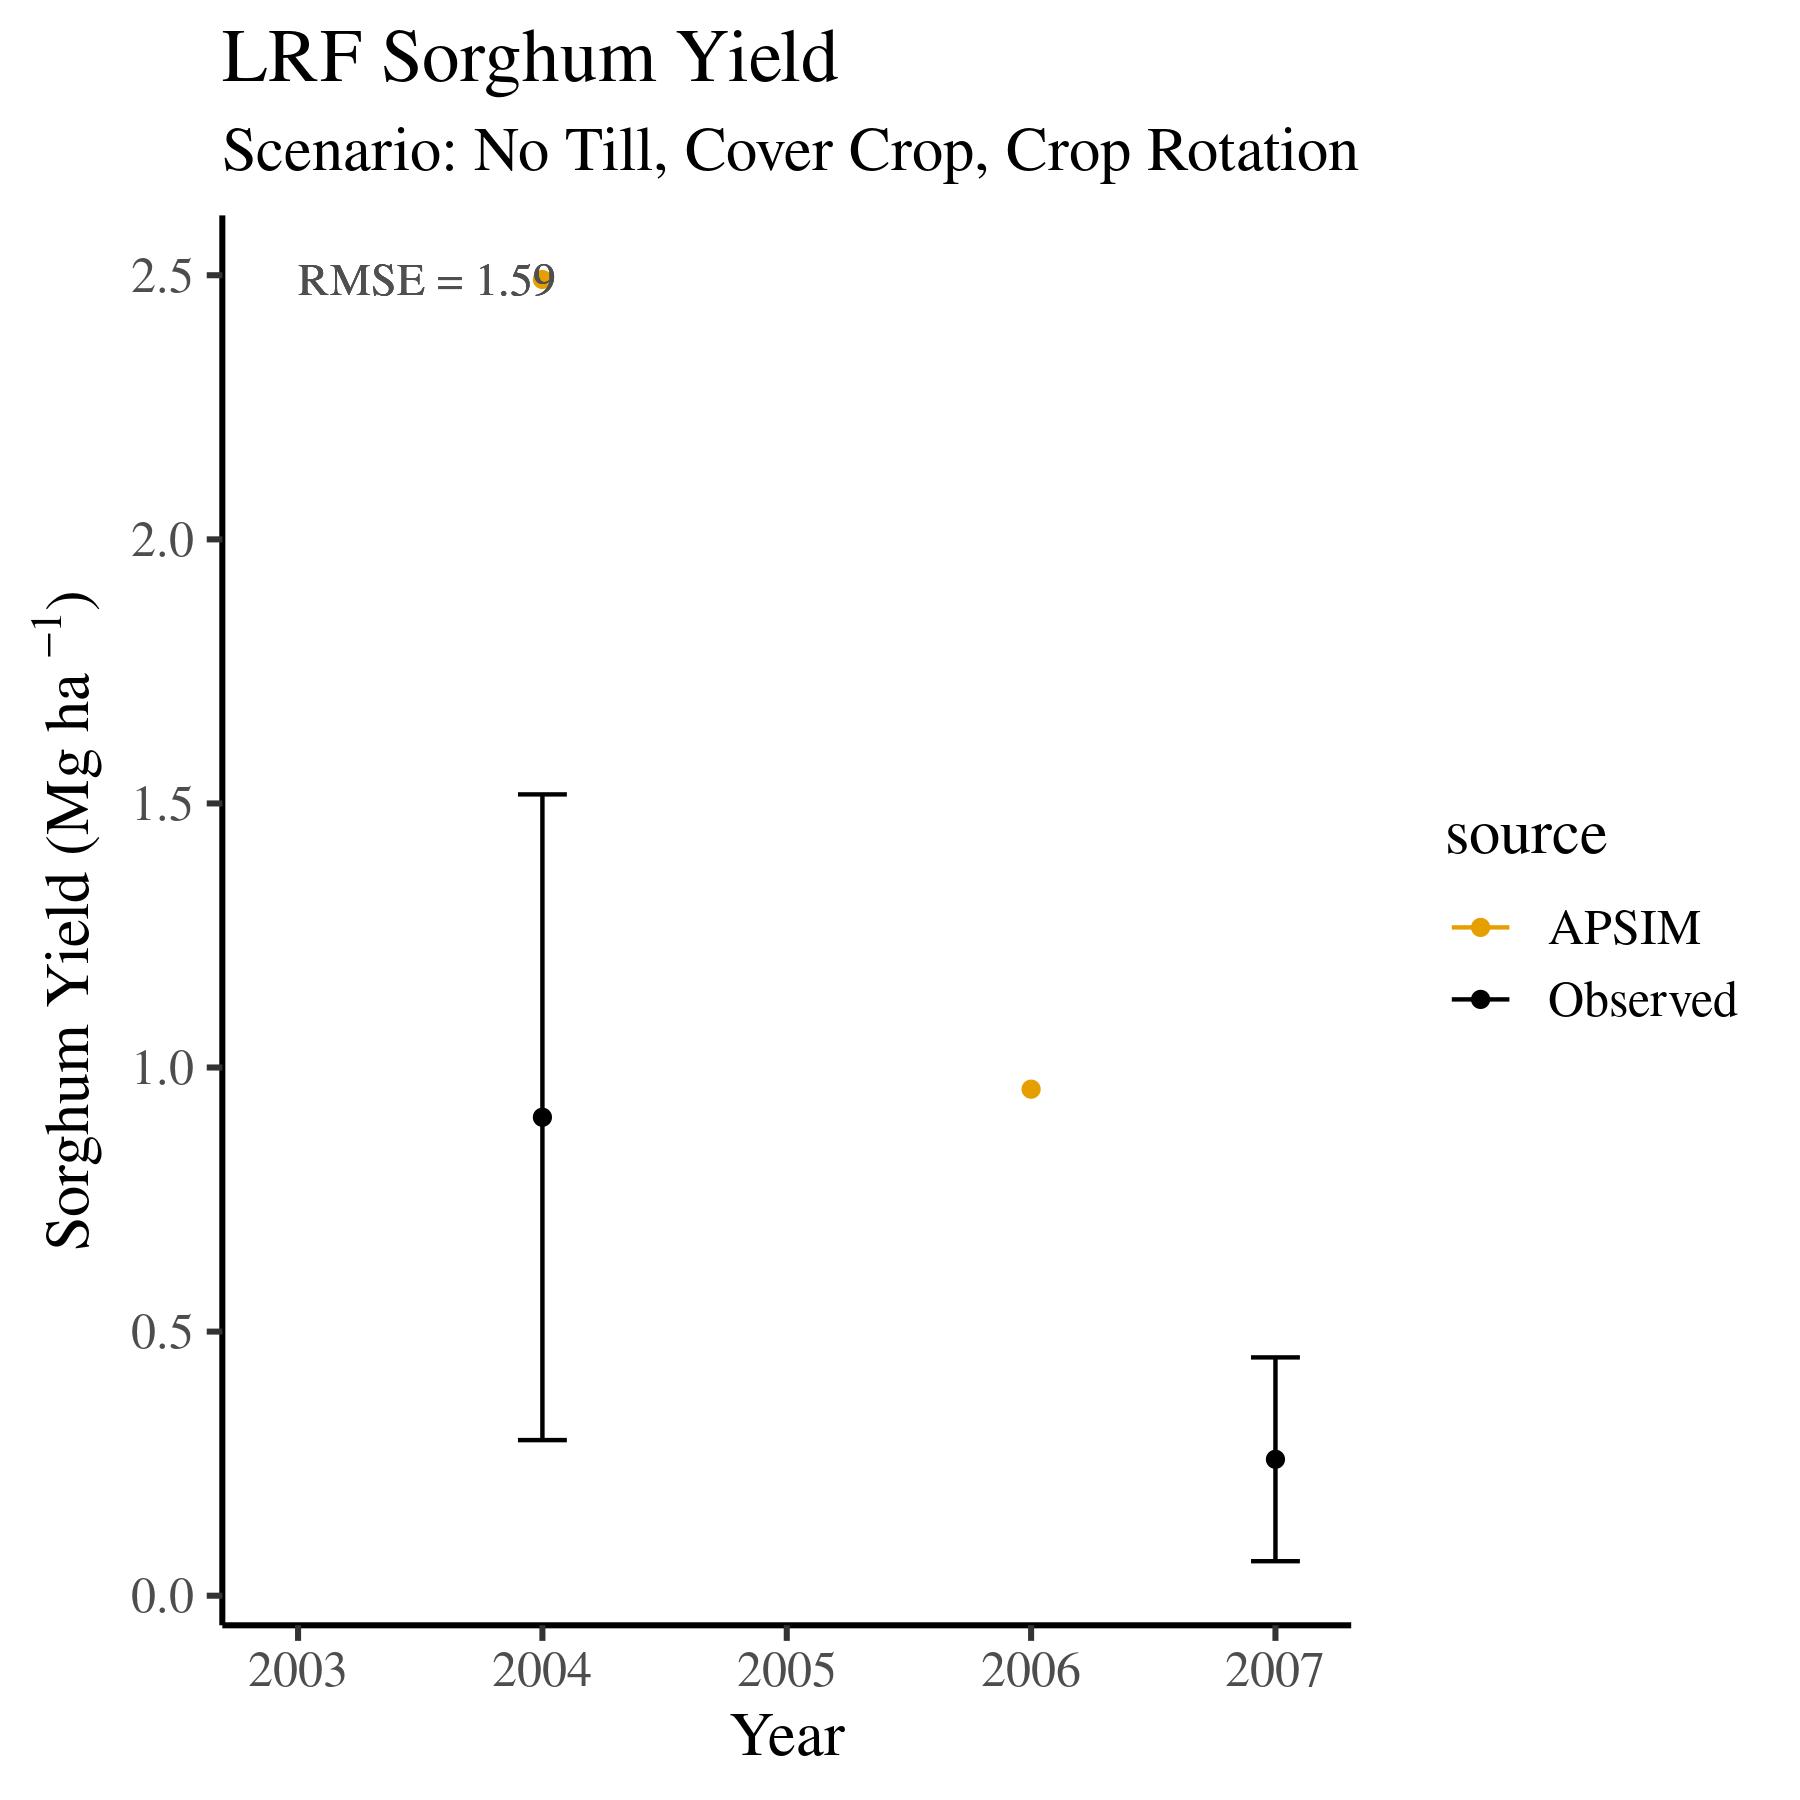 LRF Sorghum Yield
Scenario: No Till, Cover Crop, Crop Rotation
RMSE = 1.59
2.5
2.0
1.5
1.0
0.5
0.0
Sorghum Yield (Mg ha −1)
2003 2004 2005 2006 2007
Year
source
APSIM
Observed